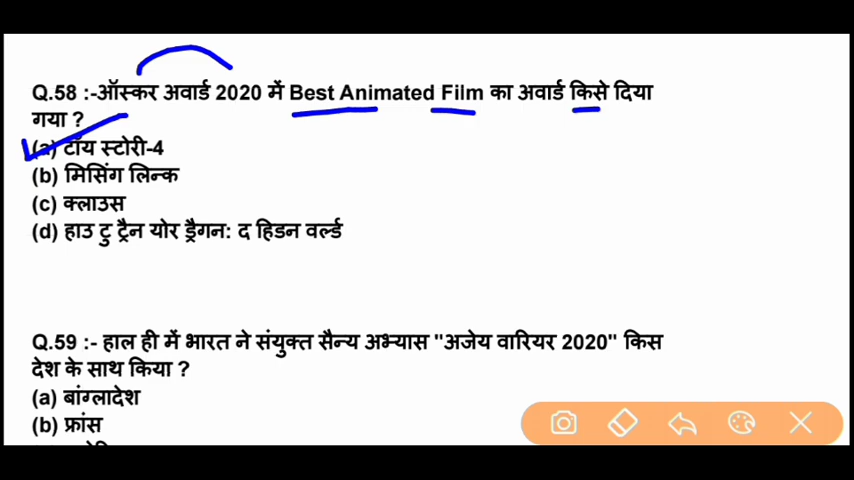 Q.58 :-ऑस्कर अवार्ड 2020 में Best Animated Film का अवार्ड किसे दिया
गया ?
(a) टॉय स्टोरी-4
(b) मिसिंग लिन्क
(c) क्लाउस
(d) हाउ टु ट्रैन योर ड्रैगन: द हिडन वर्ल्ड
Q.59 :- हाल ही में भारत ने संयुक्त सैन्य अभ्यास "अजेय वारियर 2020" किस
देश के साथ किया ?
(a) बांग्लादेश
(b) फ्रांस